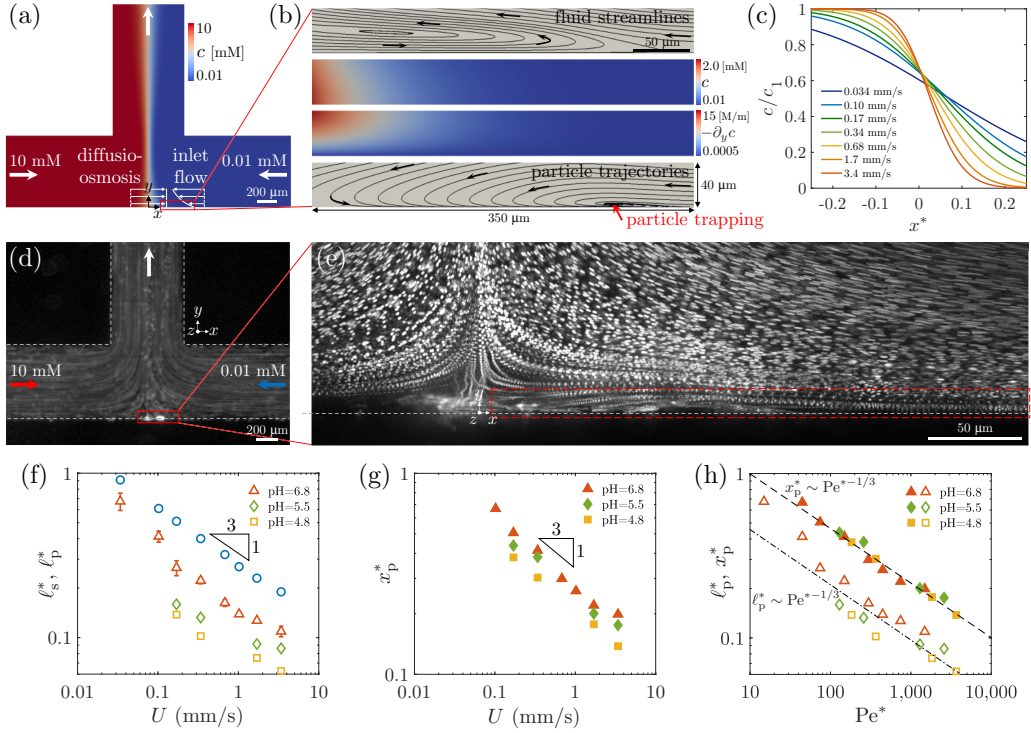 (a)
10
c [mM]
0.01
10 mM
diffusio-
osmosis
inlet
flow
0.01 mM
y
x
200 µm
(b)
fluid streamlines
50 µm
2.0 [mM]
c
0.01
15 [M/m]
−∂yc
0.0005
particle trajectories
40 µm
350 µm
particle trapping
(c)
1
0.8
0.6
0.4
0.2
0
c/c1
0.034 mm/s
0.10 mm/s
0.17 mm/s
0.34 mm/s
0.68 mm/s
1.7 mm/s
3.4 mm/s
-0.2 -0.1 0 0.1 0.2
x*
(d)
y
z x
10 mM
0.01 mM
200 µm
(e)
y
z x
50 µm
(f)
1
0.1
ℓs*, ℓp*
pH=6.8
pH=5.5
pH=4.8
3
1
0.01 0.1 1 10
U (mm/s)
(g)
1
0.1
xp*
pH=6.8
pH=5.5
pH=4.8
3
1
0.01 0.1 1 10
U (mm/s)
(h)
1
0.1
ℓp*, xp*
xp* ~ Pe*−1/3
pH=6.8
pH=5.5
pH=4.8
ℓp* ~ Pe*−1/3
10 100 1,000 10,000
Pe*